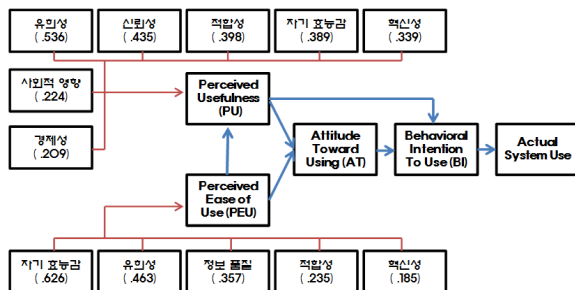 유희성
( .536)
신뢰성
( .435)
적합성
( .398)
자기 효능감
( .389)
혁신성
( .339)
사회적 영향
( .224)
경제성
( .209)
Perceived
Usefulness
(PU)
Attitude
Toward
Using (AT)
Behavioral
Intention
To Use (BI)
Actual
System Use
Perceived
Ease of
Use (PEU)
자기 효능감
( .626)
유희성
( .463)
정보 품질
( .357)
적합성
( .235)
혁신성
( .185)